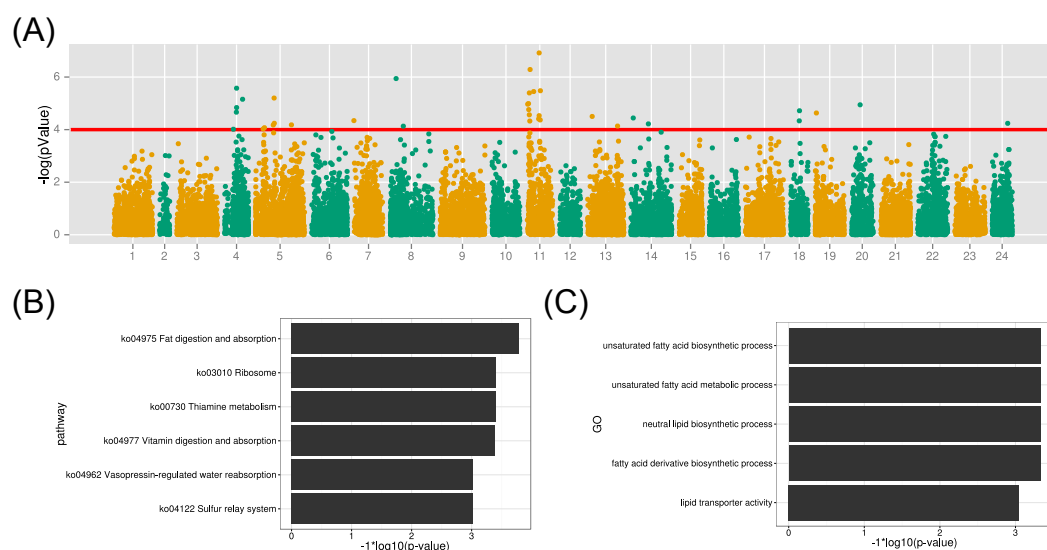 (A)
-log(pValue)
6
4
2
0
1 2 3 4 5 6 7 8 9 10 11 12 13 14 15 16 17 18 19 20 21 22 23 24
(B)
pathway
ko04975 Fat digestion and absorption
ko03010 Ribosome
ko00730 Thiamine metabolism
ko04977 Vitamin digestion and absorption
ko04962 Vasopressin-regulated water reabsorption
ko04122 Sulfur relay system
0 1 2 3
-1*log10(p-value)
(C)
GO
unsaturated fatty acid biosynthetic process
unsaturated fatty acid metabolic process
neutral lipid biosynthetic process
fatty acid derivative biosynthetic process
lipid transporter activity
0 1 2 3
-1*log10(p-value)